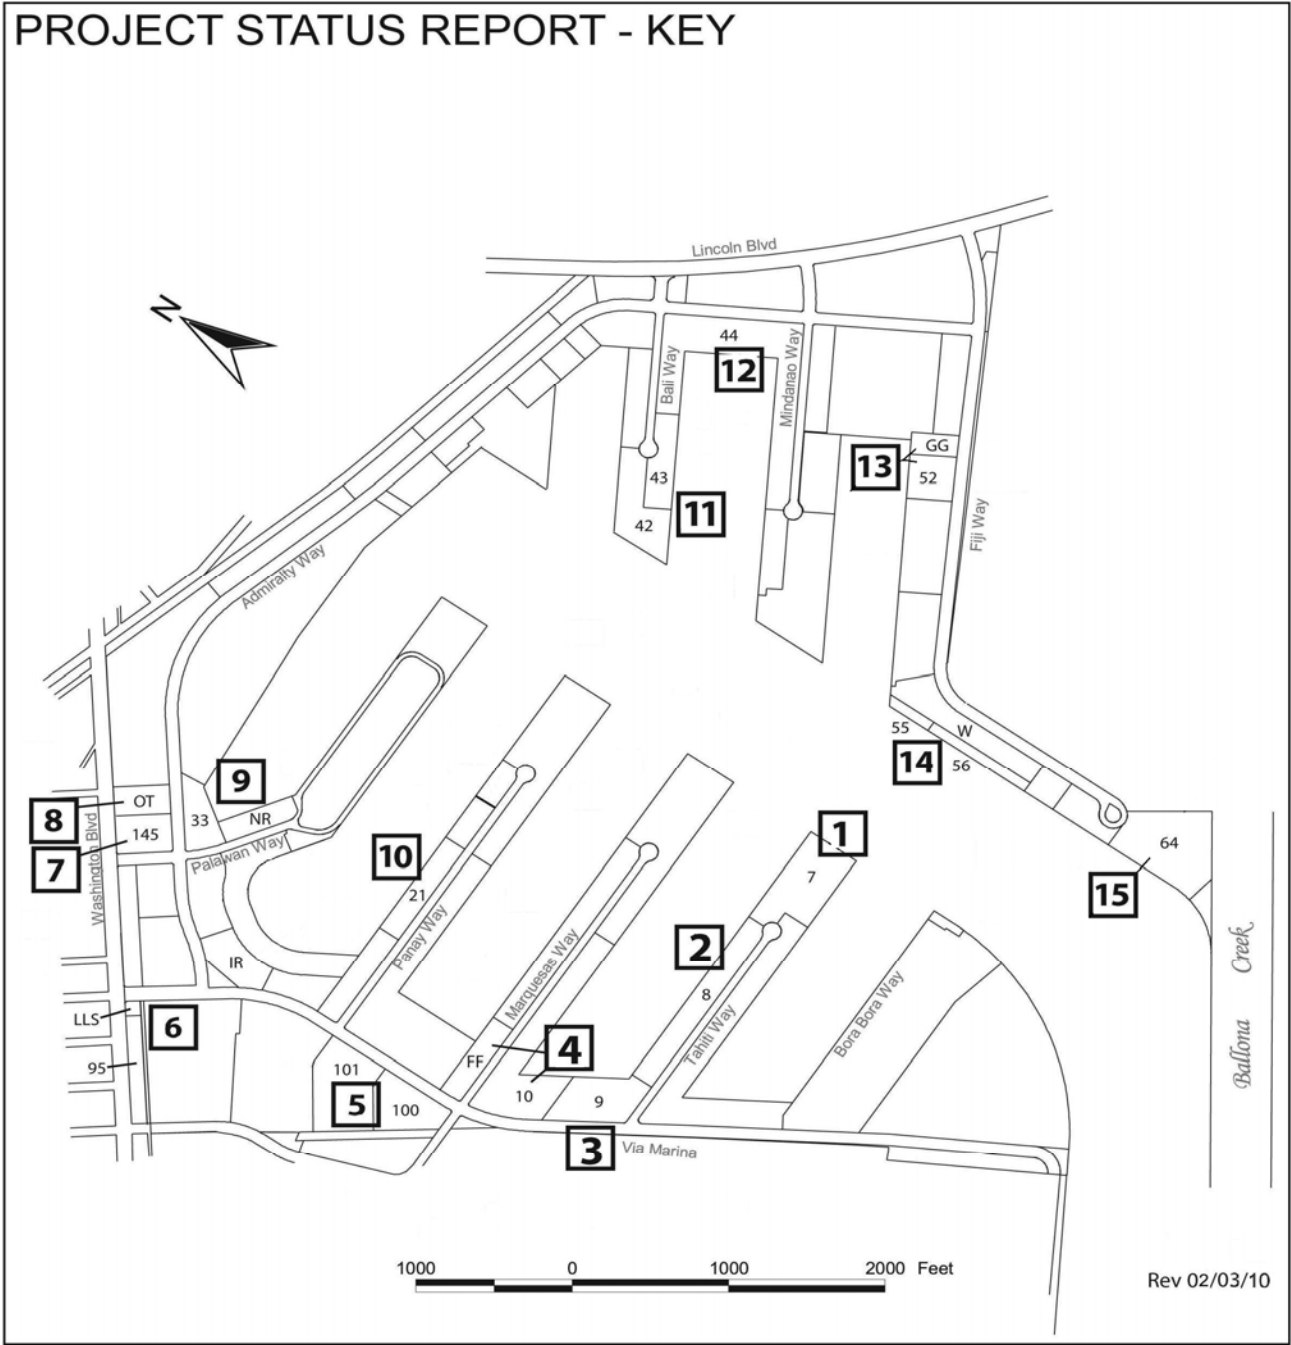 PROJECT STATUS REPORT - KEY
Lincoln Blvd
N
44
12
Bali Way
Mindanao Way
GG
13
52
43
11
42
Fiji Way
Admiralty Way
55
W
14
56
9
OT
8
33
NR
145
7
Washington Blvd
Palawan Way
1
64
7
15
10
21
Panay Way
2
8
Marquesas Way
Tahiti Way
Bora Bora Way
Ballona Creek
IR
LLS
6
95
4
FF
101
5
100
10
9
3
Via Marina
1000 0 1000 2000 Feet
Rev 02/03/10